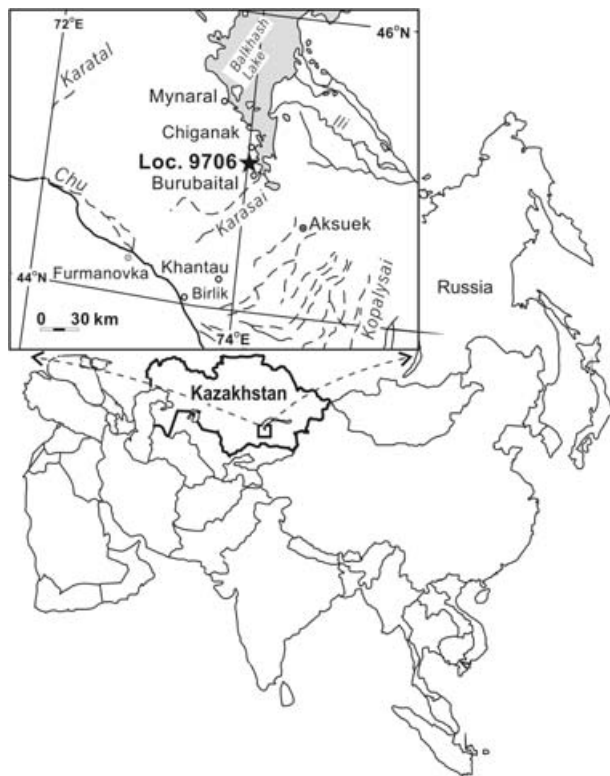 72°E
46°N
Karatal
Balkhash
Lake
Mynaral
Ili
Chiganak
Loc. 9706
Burubaital
Chu
Karasai
Aksuek
44°N
Furmanovka
Khantau
Birlik
Kopalysai
0 30 km
74°E
Russia
Kazakhstan